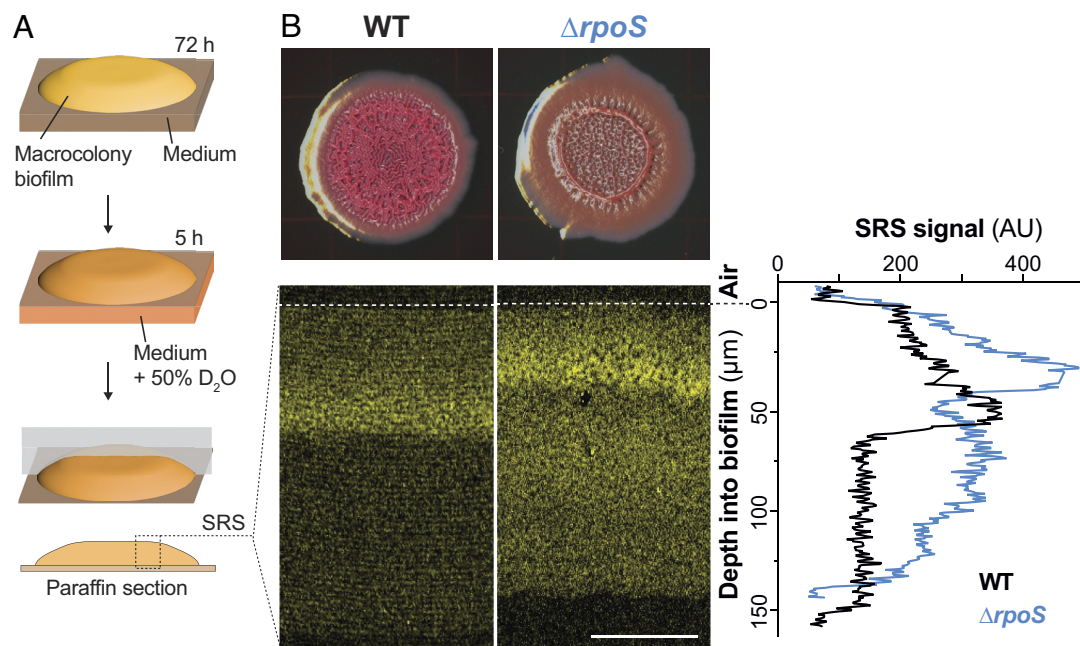 A
72 h
Macrocolony
biofilm
Medium
5 h
Medium
+ 50% D₂O
SRS
Paraffin section
B
WT
ΔrpoS
SRS signal (AU)
0
200
400
Air
Depth into biofilm (μm)
0
50
100
150
WT
ΔrpoS